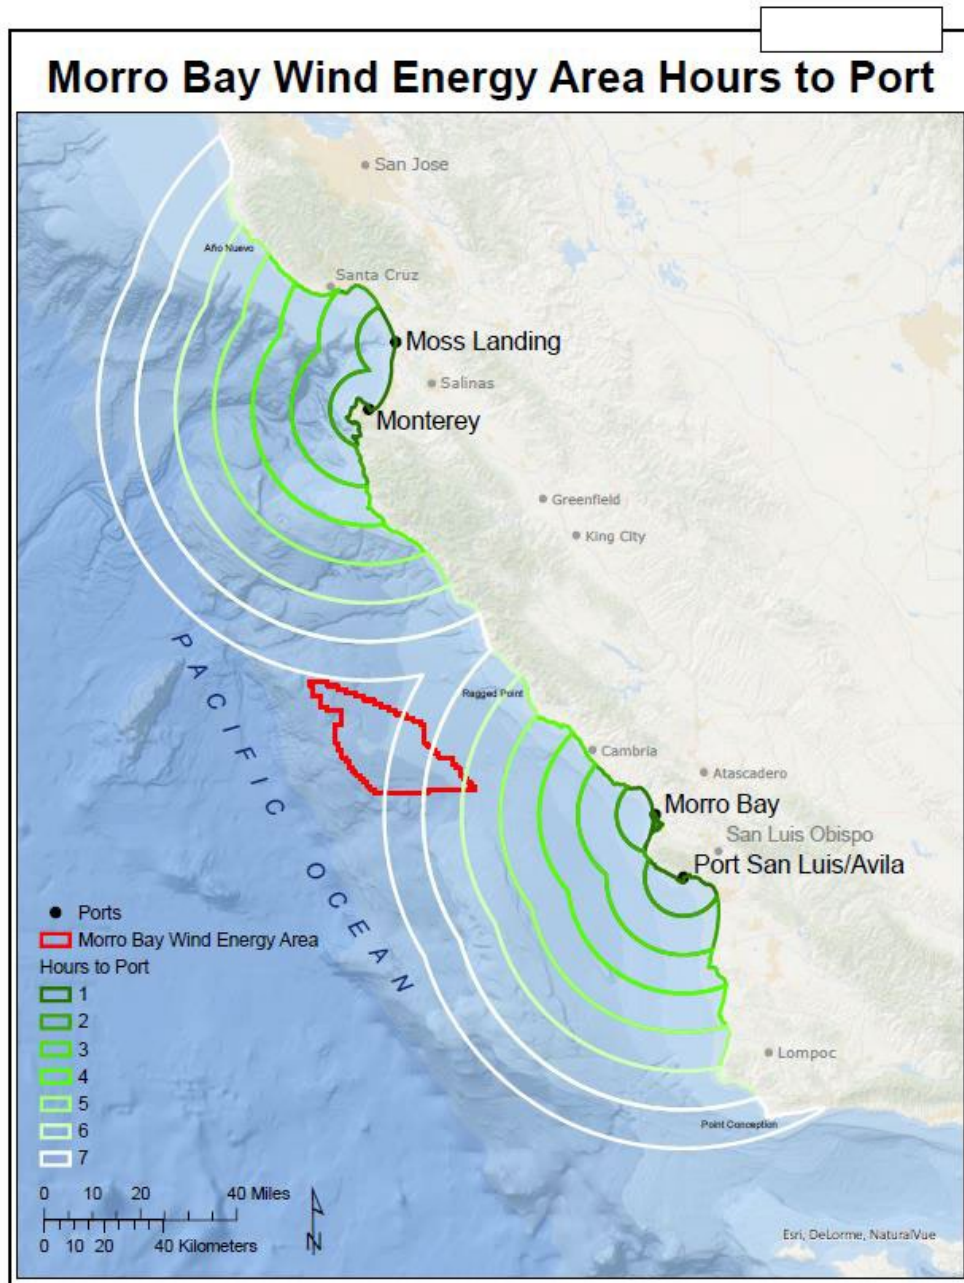 Morro Bay Wind Energy Area Hours to Port
San Jose
Año Nuevo
Santa Cruz
Moss Landing
Salinas
Monterey
Greenfield
King City
PACIFIC OCEAN
Ragged Point
Cambria
Atascadero
Morro Bay
San Luis Obispo
Port San Luis/Avila
Ports
Morro Bay Wind Energy Area
Hours to Port
1
2
3
4
5
6
7
Lompoc
Point Conception
0 10 20 40 Miles
0 10 20 40 Kilometers
N
Esri, DeLorme, NaturalVue